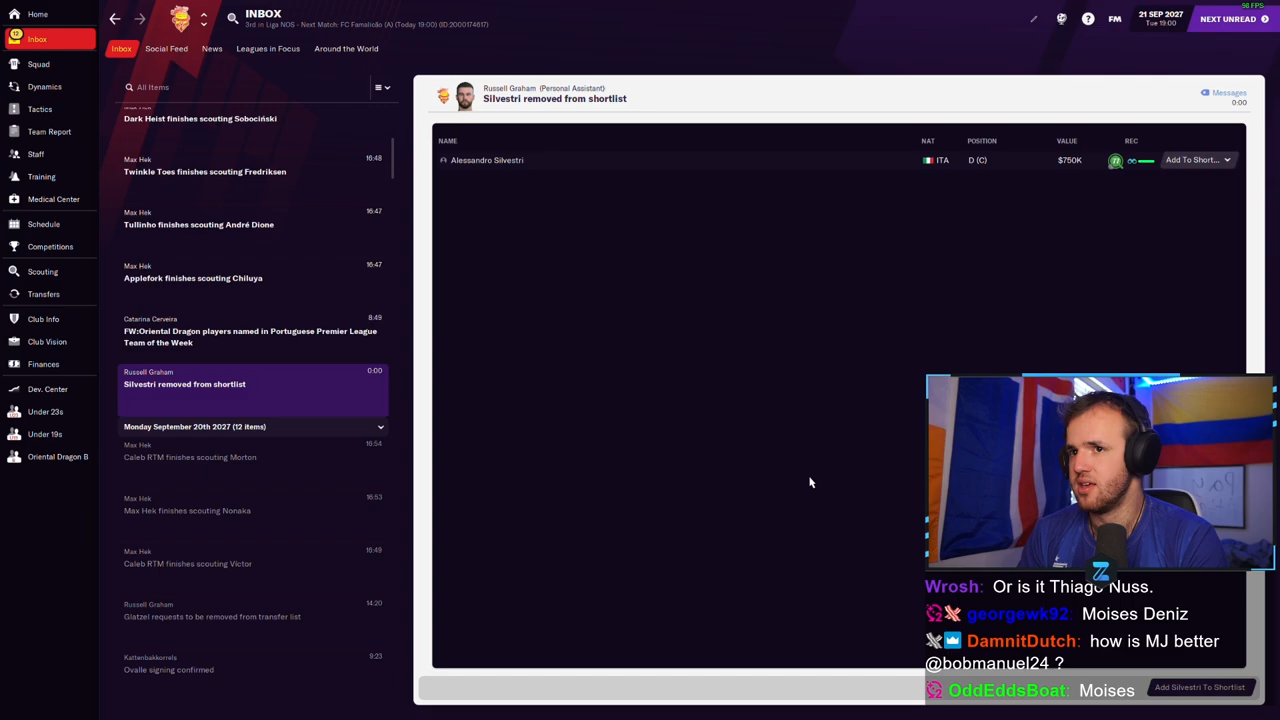 98 FPS
Home
INBOX
3rd in Liga NOS - Next Match: FC Famalicão (A) (Today 19:00) (ID:2000174617)
FM
21 SEP 2027
Tue 19:00
NEXT UNREAD
12
Inbox
Squad
Dynamics
Tactics
Team Report
Staff
Training
Medical Center
Schedule
Competitions
Scouting
Transfers
Club Info
Club Vision
Finances
Dev. Center
Under 23s
Under 19s
Oriental Dragon B
Inbox
Social Feed
News
Leagues in Focus
Around the World
All Items
Max Hek
Dark Heist finishes scouting Sobociński
Max Hek
16:48
Twinkle Toes finishes scouting Fredriksen
Max Hek
16:47
Tullinho finishes scouting André Dione
Max Hek
16:47
Applefork finishes scouting Chiluya
Catarina Cerveira
8:49
FW:Oriental Dragon players named in Portuguese Premier League
Team of the Week
Russell Graham
0:00
Silvestri removed from shortlist
Monday September 20th 2027 (12 items)
Max Hek
16:54
Caleb RTM finishes scouting Morton
Max Hek
16:53
Max Hek finishes scouting Nonaka
Max Hek
16:49
Caleb RTM finishes scouting Victor
Russell Graham
14:20
Glatzel requests to be removed from transfer list
Kattenbakkorrels
9:23
Ovalle signing confirmed
Russell Graham (Personal Assistant)
Silvestri removed from shortlist
Messages
0:00
NAME
NAT
POSITION
VALUE
REC
Alessandro Silvestri
ITA
D (C)
$750K
77
Add To Short...
Wrosh: Or is it Thiago Nuss.
georgewk92: Moises Deniz
DamnitDutch: how is MJ better
@bobmanuel24 ?
OddEddsBoat: Moises
Add Silvestri To Shortlist